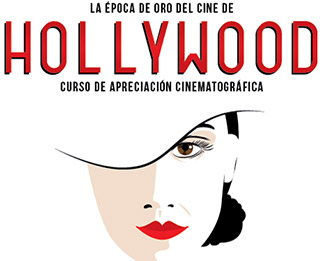 LA ÉPOCA DE ORO DEL CINE DE
HOLLYWOOD
CURSO DE APRECIACIÓN CINEMATOGRÁFICA